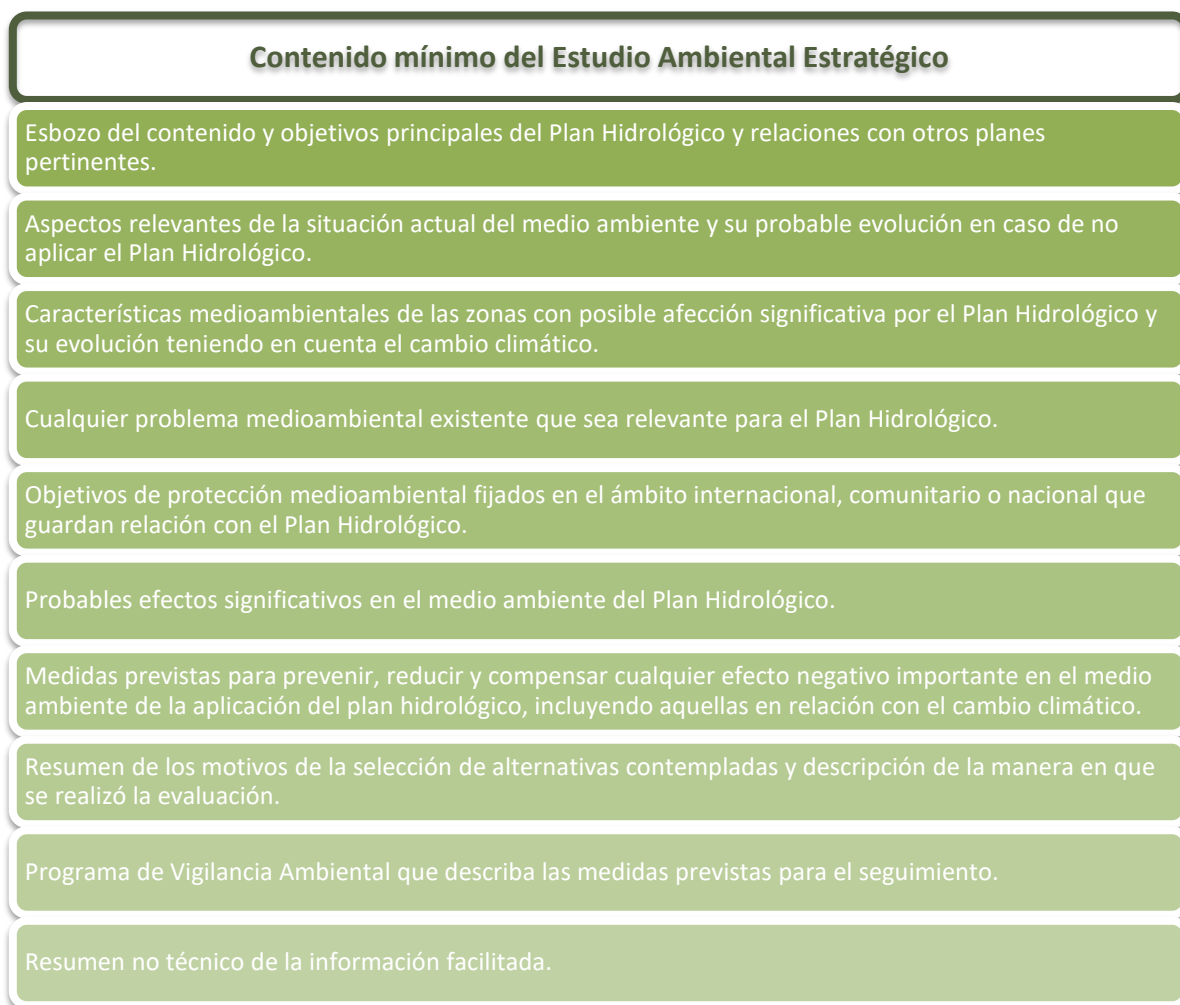 Contenido mínimo del Estudio Ambiental Estratégico
Esbozo del contenido y objetivos principales del Plan Hidrológico y relaciones con otros planes
pertinentes.
Aspectos relevantes de la situación actual del medio ambiente y su probable evolución en caso de no
aplicar el Plan Hidrológico.
Características medioambientales de las zonas con posible afección significativa por el Plan Hidrológico y
su evolución teniendo en cuenta el cambio climático.
Cualquier problema medioambiental existente que sea relevante para el Plan Hidrológico.
Objetivos de protección medioambiental fijados en el ámbito internacional, comunitario o nacional que
guardan relación con el Plan Hidrológico.
Probables efectos significativos en el medio ambiente del Plan Hidrológico.
Medidas previstas para prevenir, reducir y compensar cualquier efecto negativo importante en el medio
ambiente de la aplicación del plan hidrológico, incluyendo aquellas en relación con el cambio climático.
Resumen de los motivos de la selección de alternativas contempladas y descripción de la manera en que
se realizó la evaluación.
Programa de Vigilancia Ambiental que describa las medidas previstas para el seguimiento.
Resumen no técnico de la información facilitada.